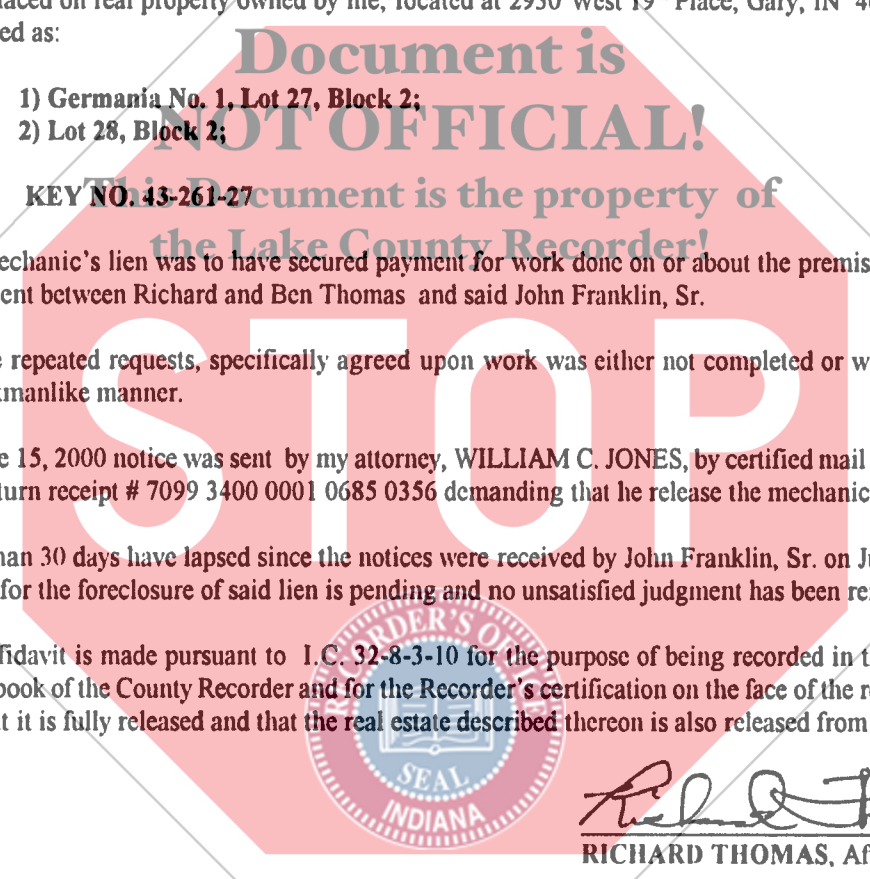 laced on real property owned by me, located at 2950 West 19 Place, Gary, IN
ed as:
Document is
1) Germania No. 1, Lot 27, Block 2;
NOT OFFICIAL!
2) Lot 28, Block 2;
This Document is the property of
KEY NO. 43-261-27
the Lake County Recorder!
echanic's lien was to have secured payment for work done on or about the premis
ent between Richard and Ben Thomas and said John Franklin, Sr.
STOP
e repeated requests, specifically agreed upon work was either not completed or w
manlike manner.
e 15, 2000 notice was sent by my attorney, WILLIAM C. JONES, by certified mail
turn receipt # 7099 3400 0001 0685 0356 demanding that he release the mechanic
han 30 days have lapsed since the notices were received by John Franklin, Sr. on J
for the foreclosure of said lien is pending and no unsatisfied judgment has been re
fidavit is made pursuant to I.C. 32-8-3-10 for the purpose of being recorded in t
book of the County Recorder and for the Recorder's certification on the face of the r
t it is fully released and that the real estate described thereon is also released from
RECORDER'S OFFICE
SEAL
INDIANA
RICHARD THOMAS, Af